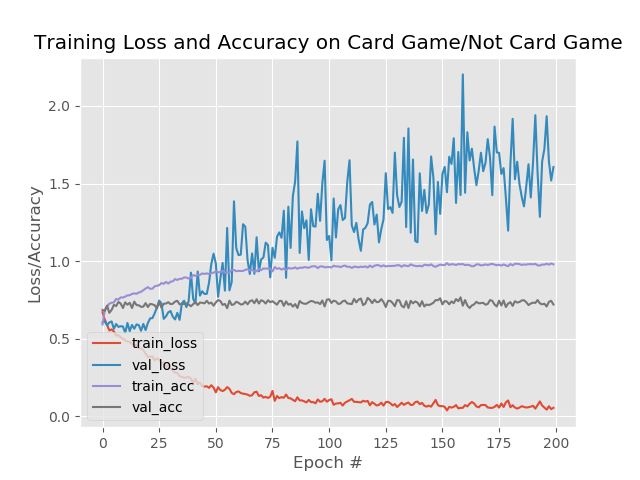 Training Loss and Accuracy on Card Game/Not Card Game
Loss/Accuracy
2.0
1.5
1.0
0.5
0.0
train_loss
val_loss
train_acc
val_acc
0 25 50 75 100 125 150 175 200
Epoch #